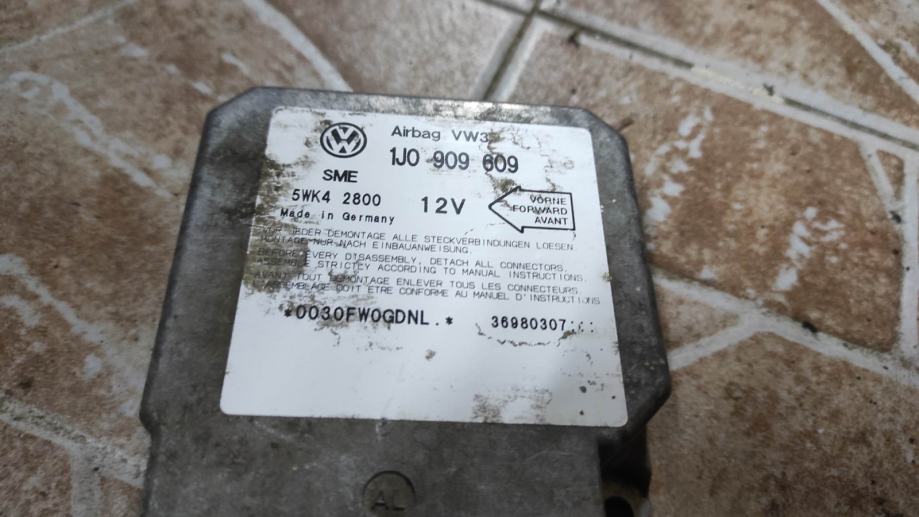 Airbag VW3
1J0 909 609
SME
5WK4 2800
12V
VORNE
FORWARD
AVANT
Made in Germany
VOR JEDER DEMONTAGE ALLE STECKVERBINDUNGEN LOESEN.
MONTAGE NUR NACH EINBAUANWEISUNG.
BEFORE EVERY DISASSEMBLY, DETACH ALL CONNECTORS.
ASSEMBLE STRICTLY ACCORDING TO MANUAL INSTRUCTIONS.
AVANT TOUT DEMONTAGE ENLEVER TOUS LES CONNECTEURS.
L'ASSEMBLAGE DOIT ETRE CONFORME AU MANUEL D'INSTRUCTIONS
*0030FW0GDNL.*
36980307
AL